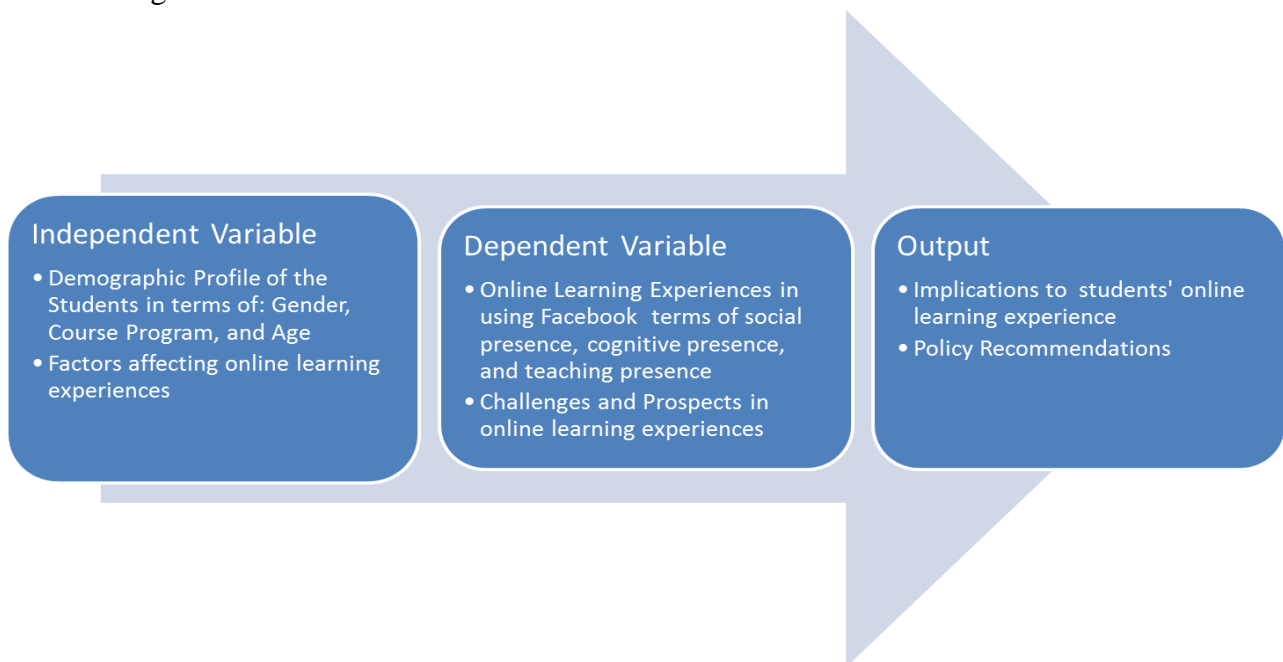 Independent Variable
• Demographic Profile of the
Students in terms of: Gender,
Course Program, and Age
• Factors affecting online learning
experiences
Dependent Variable
• Online Learning Experiences in
using Facebook terms of social
presence, cognitive presence,
and teaching presence
• Challenges and Prospects in
online learning experiences
Output
• Implications to students' online
learning experience
• Policy Recommendations